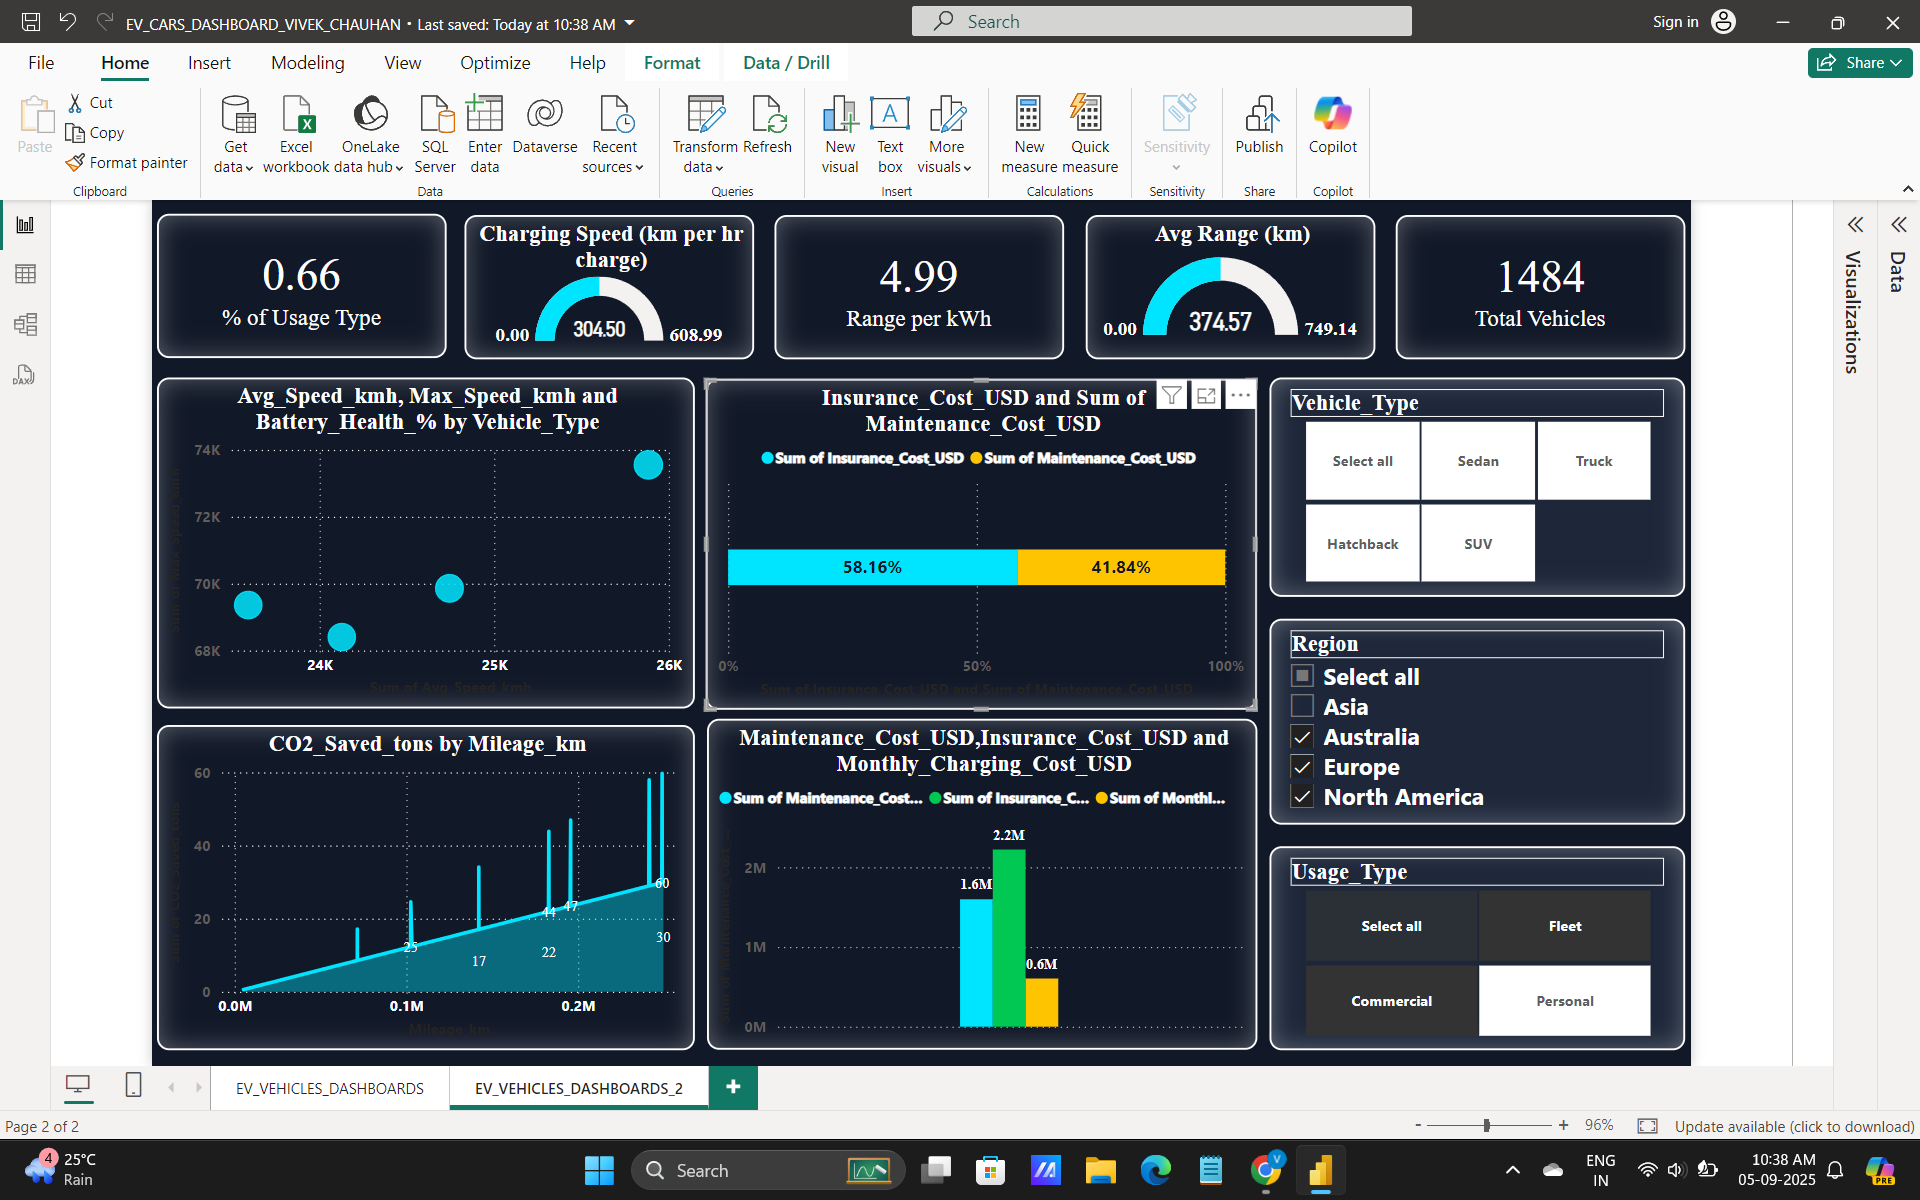 EV_CARS_DASHBOARD_VIVEK_CHAUHAN • Last saved: Today at 10:38 AM
Search
Sign in
File
Home
Insert
Modeling
View
Optimize
Help
Format
Data / Drill
Share
Paste
Cut
Copy
Format painter
Clipboard
Get data
Excel workbook
OneLake data hub
SQL Server
Enter data
Dataverse
Recent sources
Data
Transform data
Refresh
Queries
New visual
Text box
More visuals
Insert
New measure
Quick measure
Calculations
Sensitivity
Sensitivity
Publish
Share
Copilot
Copilot
DAX
0.66
% of Usage Type
Charging Speed (km per hr
charge)
0.00
304.50
608.99
4.99
Range per kWh
Avg Range (km)
0.00
374.57
749.14
1484
Total Vehicles
Visualizations
Data
Avg_Speed_kmh, Max_Speed_kmh and
Battery_Health_% by Vehicle_Type
74K
72K
70K
68K
24K
25K
26K
Sum of Avg_Speed_kmh
Insurance_Cost_USD and Sum of
Maintenance_Cost_USD
Sum of Insurance_Cost_USD
Sum of Maintenance_Cost_USD
58.16%
41.84%
0%
50%
100%
Sum of Insurance_Cost_USD and Sum of Maintenance_Cost_USD
Vehicle_Type
Select all
Sedan
Truck
Hatchback
SUV
Region
Select all
Asia
Australia
Europe
North America
CO2_Saved_tons by Mileage_km
60
40
20
0
60
44
47
25
30
22
17
0.0M
0.1M
0.2M
Mileage_km
Maintenance_Cost_USD,Insurance_Cost_USD and
Monthly_Charging_Cost_USD
Sum of Maintenance_Cost...
Sum of Insurance_C...
Sum of Monthl...
2M
1M
0M
2.2M
1.6M
0.6M
Usage_Type
Select all
Fleet
Commercial
Personal
EV_VEHICLES_DASHBOARDS
EV_VEHICLES_DASHBOARDS_2
+
Page 2 of 2
- + 96%
Update available (click to download)
4
25°C
Rain
Search
V
ENG
IN
10:38 AM
05-09-2025
PRE